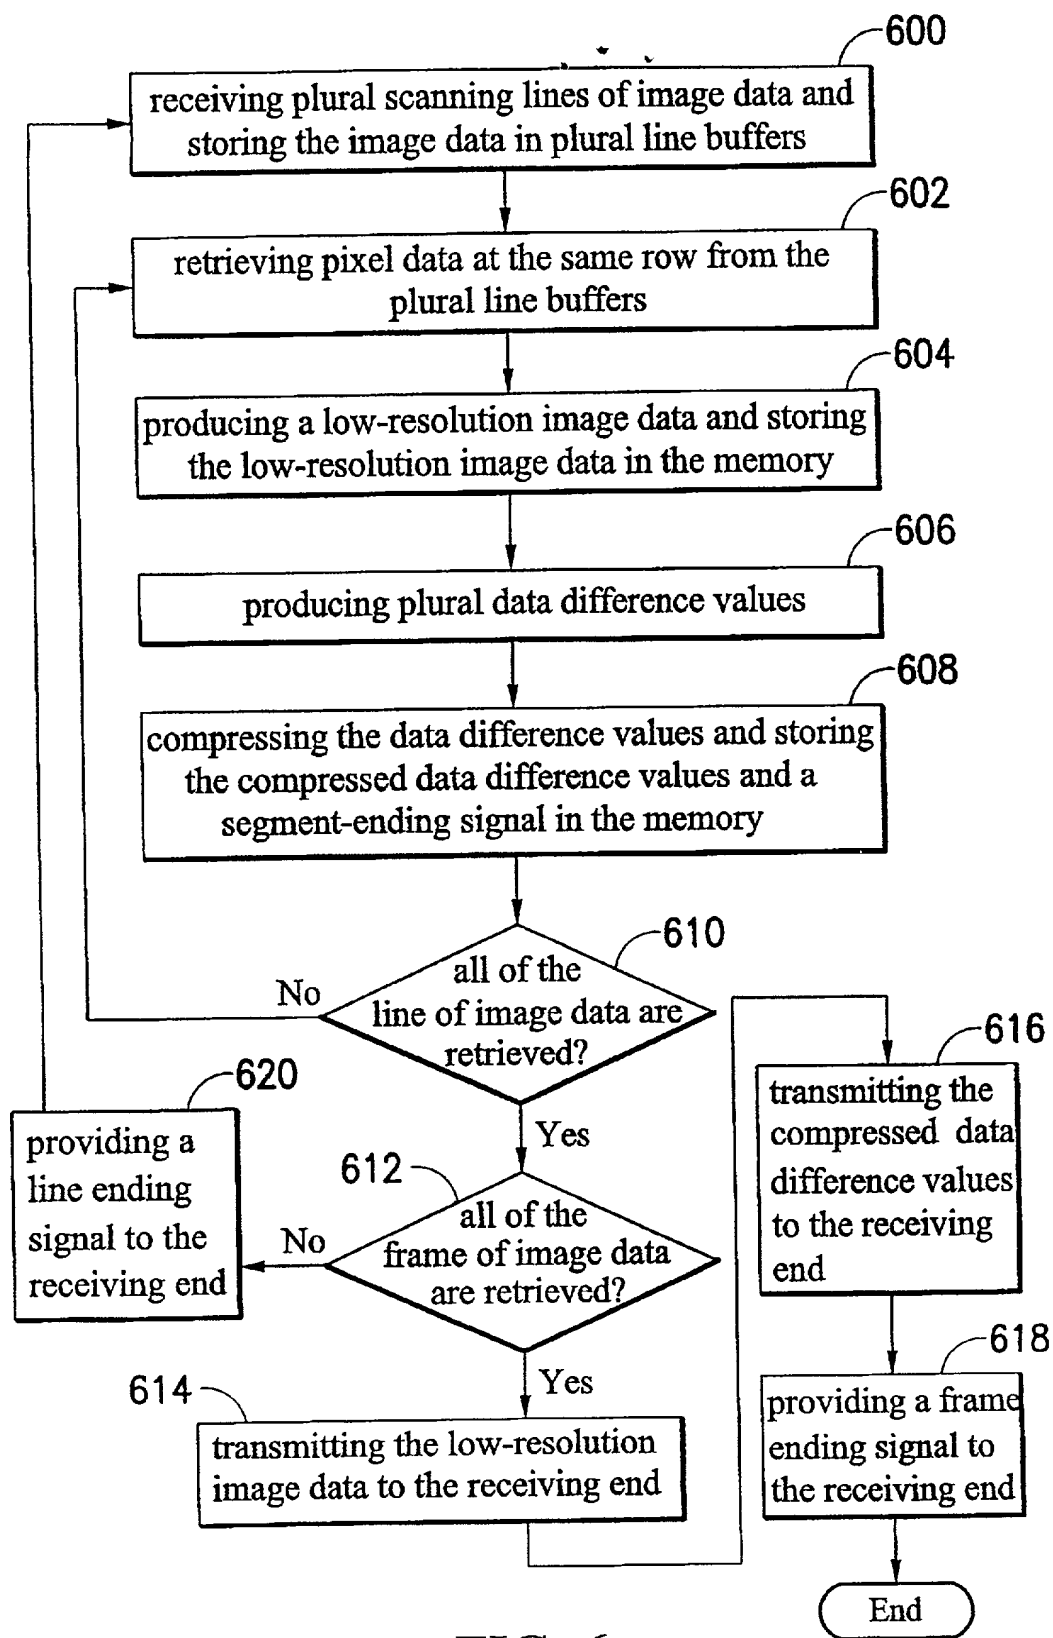 600
receiving plural scanning lines of image data and
storing the image data in plural line buffers
602
retrieving pixel data at the same row from the
plural line buffers
604
producing a low-resolution image data and storing
the low-resolution image data in the memory
606
producing plural data difference values
608
compressing the data difference values and storing
the compressed data difference values and a
segment-ending signal in the memory
610
all of the
line of image data are
retrieved?
No
Yes
620
providing a
line ending
signal to the
receiving end
612
all of the
frame of image data
are retrieved?
No
Yes
614
transmitting the low-resolution
image data to the receiving end
616
transmitting the
compressed data
difference values
to the receiving
end
618
providing a frame
ending signal to
the receiving end
End